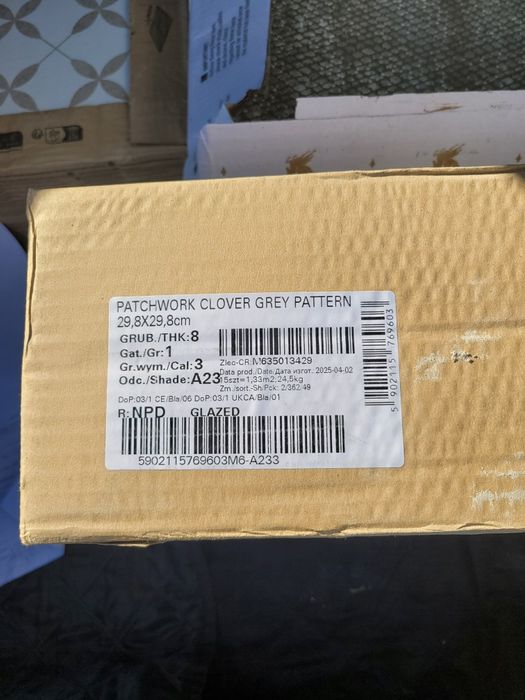 PATCHWORK CLOVER GREY PATTERN
29,8X29,8cm
GRUB./THK:8
Gat./Gr:1
Gr.wym./Cal:3
Odc./Shade:A23
Zlec-CR:M635013429
Data prod./Date/Дата изгот. 2025-04-02
15szt=1,33m2;24,5kg
Zm./sort.-Sh/Pck: 2/362,49
DoP:03/1 CE/BIa/06 DoP:03/1 UKCA/BIa/01
R:NPD GLAZED
5902115769603M6-A233
5 902115 769603